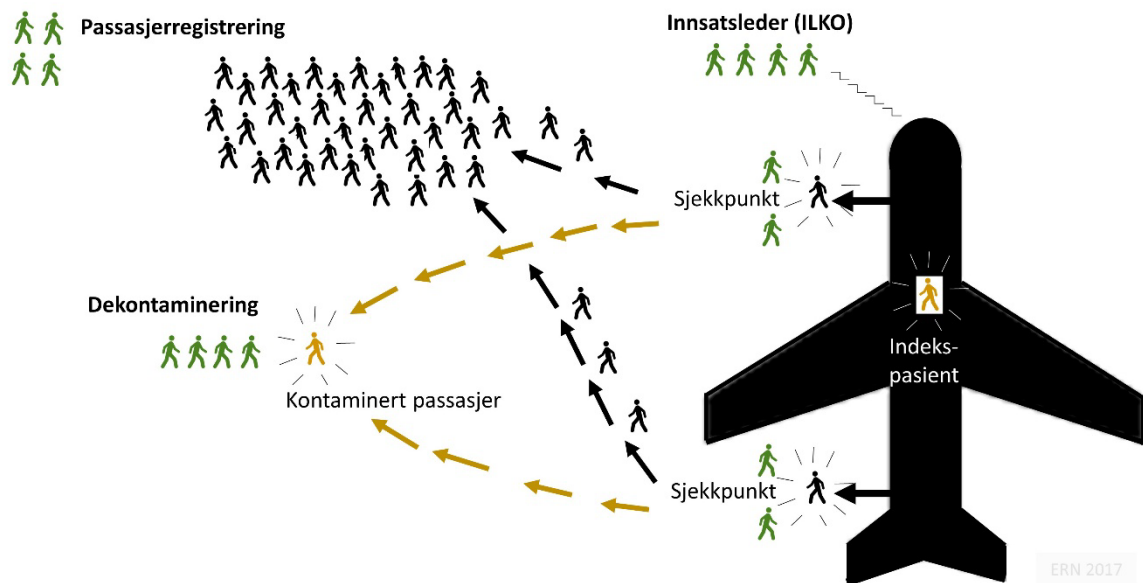 Passasjerregistrering
Innsatsleder (ILKO)
Sjekkpunkt
Dekontaminering
Indeks-
pasient
Kontaminert passasjer
Sjekkpunkt
ERN 2017